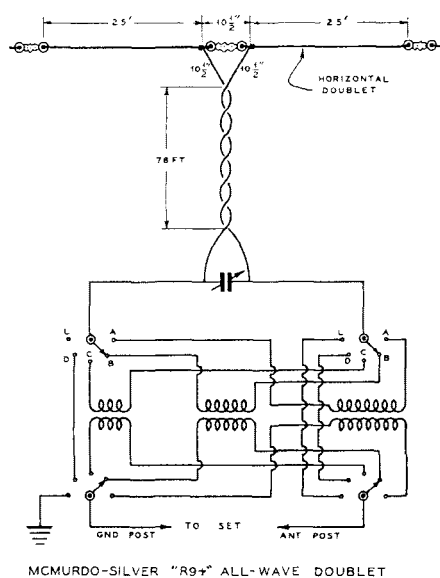 25' 10½" 25'
10½" 10½"
HORIZONTAL
DOUBLET
78 FT
L A L A
D C B D C B
GND POST TO SET ANT POST
MCMURDO-SILVER "R9+" ALL-WAVE DOUBLET